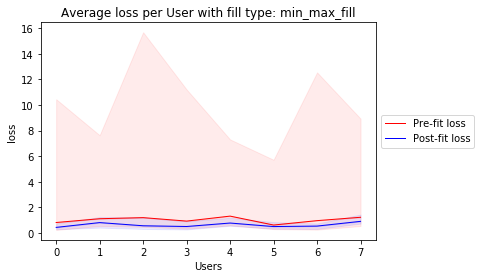 Average loss per User with fill type: min_max_fill
16
14
12
10
8
6
4
2
0
loss
0 1 2 3 4 5 6 7
Users
Pre-fit loss
Post-fit loss